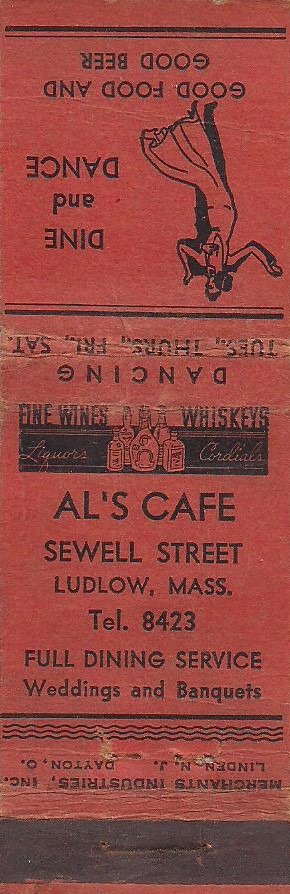 DINE
and
DANCE
GOOD FOOD AND
GOOD BEER
DANCING
TUES., THURS., FRI., SAT.
FINE WINES WHISKEYS
Liquors Cordials
AL'S CAFE
SEWELL STREET
LUDLOW, MASS.
Tel. 8423
FULL DINING SERVICE
Weddings and Banquets
MERCHANTS INDUSTRIES, INC.
LINDEN, N. J. DAYTON, O.